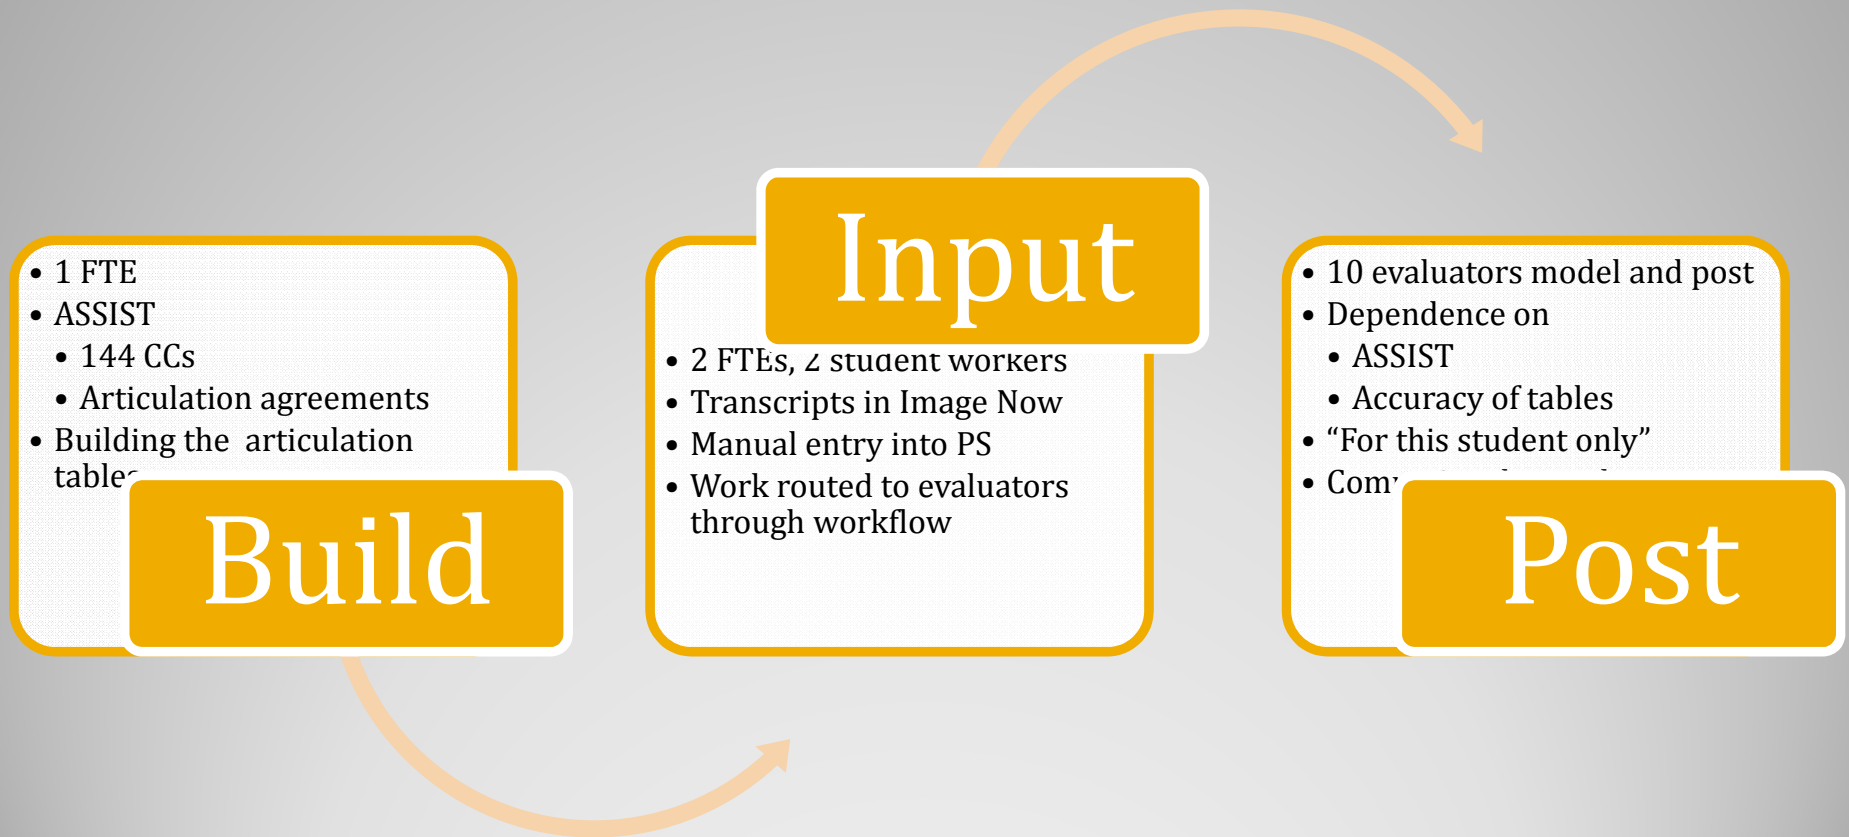 • 1 FTE
• ASSIST
• 144 CCs
• Articulation agreements
• Building the articulation
tables
Build
Input
• 2 FTEs, 2 student workers
• Transcripts in Image Now
• Manual entry into PS
• Work routed to evaluators
through workflow
• 10 evaluators model and post
• Dependence on
• ASSIST
• Accuracy of tables
• “For this student only”
Post